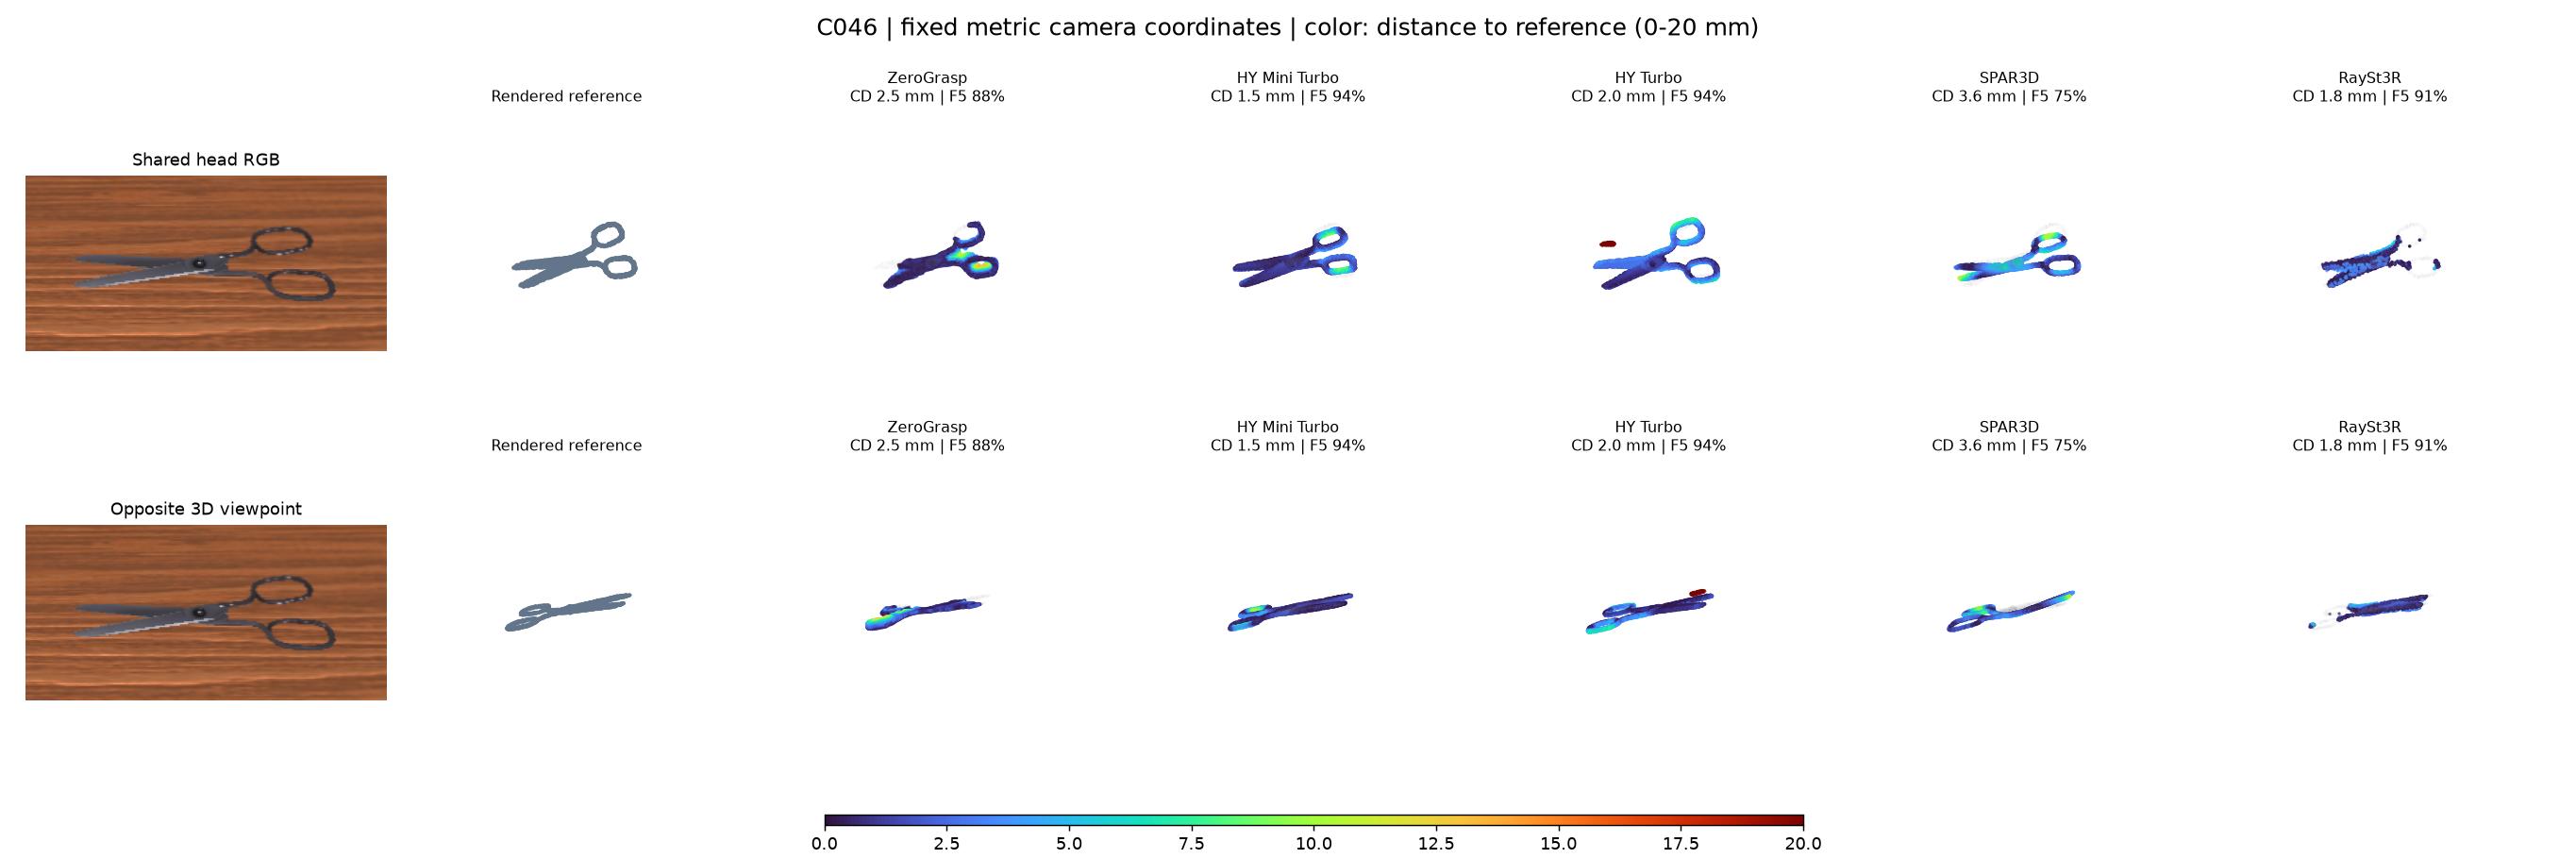 C046 | fixed metric camera coordinates | color: distance to reference (0-20 mm)
Shared head RGB
Rendered reference
ZeroGrasp
CD 2.5 mm | F5 88%
HY Mini Turbo
CD 1.5 mm | F5 94%
HY Turbo
CD 2.0 mm | F5 94%
SPAR3D
CD 3.6 mm | F5 75%
RaySt3R
CD 1.8 mm | F5 91%
Opposite 3D viewpoint
Rendered reference
ZeroGrasp
CD 2.5 mm | F5 88%
HY Mini Turbo
CD 1.5 mm | F5 94%
HY Turbo
CD 2.0 mm | F5 94%
SPAR3D
CD 3.6 mm | F5 75%
RaySt3R
CD 1.8 mm | F5 91%
0.0 2.5 5.0 7.5 10.0 12.5 15.0 17.5 20.0